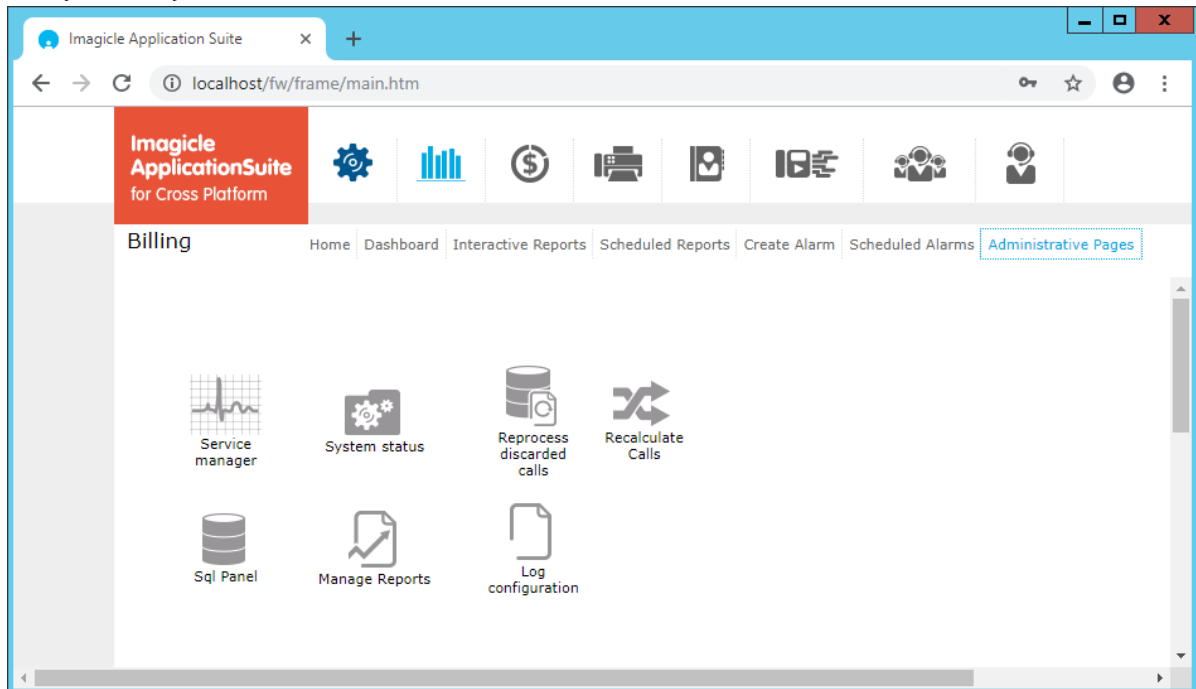 Imagicle Application Suite
localhost/fw/frame/main.htm
Imagicle
ApplicationSuite
for Cross Platform
Billing
Home
Dashboard
Interactive Reports
Scheduled Reports
Create Alarm
Scheduled Alarms
Administrative Pages
Service
manager
System status
Reprocess
discarded
calls
Recalculate
Calls
Sql Panel
Manage Reports
Log
configuration